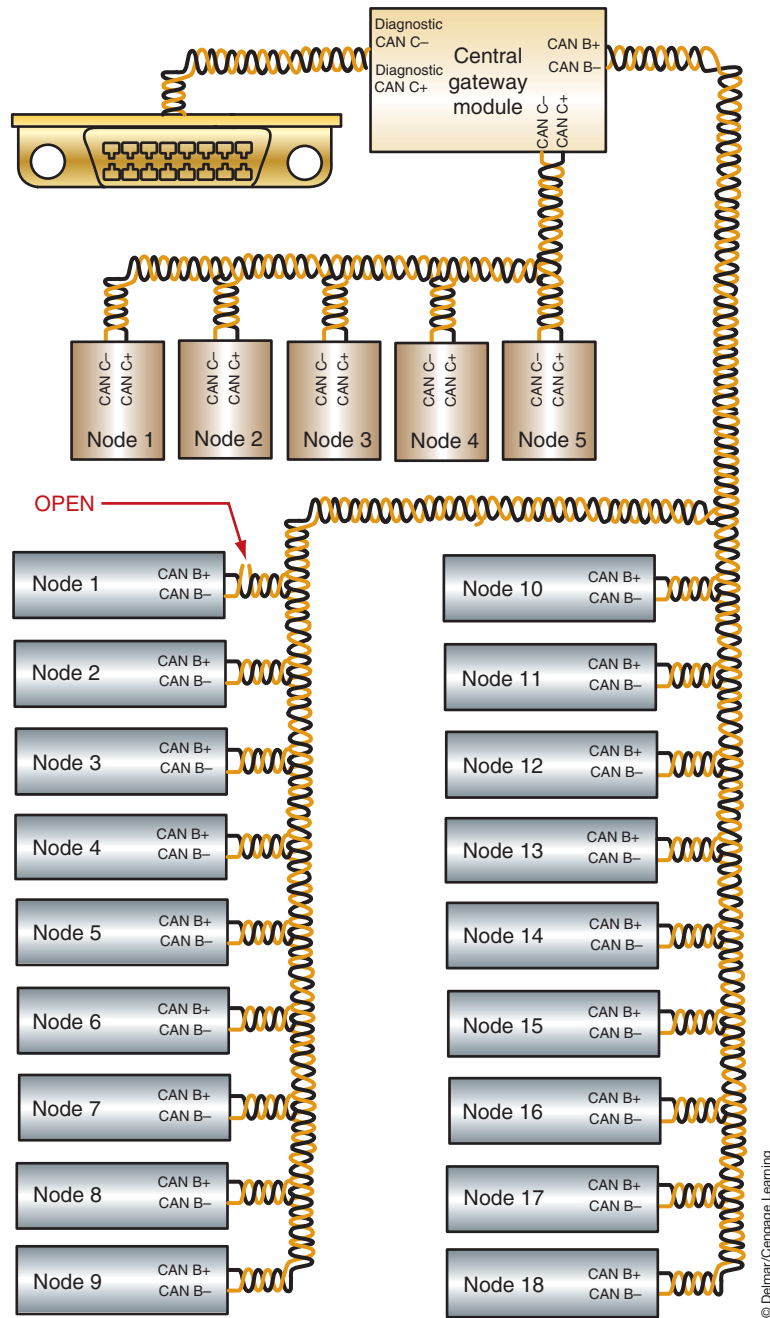 Diagnostic
CAN C–
Diagnostic
CAN C+
Central
gateway
module
CAN B+
CAN B–
CAN C–
CAN C+
CAN C–
CAN C+
Node 1
CAN C–
CAN C+
Node 2
CAN C–
CAN C+
Node 3
CAN C–
CAN C+
Node 4
CAN C–
CAN C+
Node 5
OPEN
Node 1
CAN B+
CAN B–
Node 2
CAN B+
CAN B–
Node 3
CAN B+
CAN B–
Node 4
CAN B+
CAN B–
Node 5
CAN B+
CAN B–
Node 6
CAN B+
CAN B–
Node 7
CAN B+
CAN B–
Node 8
CAN B+
CAN B–
Node 9
CAN B+
CAN B–
Node 10
CAN B+
CAN B–
Node 11
CAN B+
CAN B–
Node 12
CAN B+
CAN B–
Node 13
CAN B+
CAN B–
Node 14
CAN B+
CAN B–
Node 15
CAN B+
CAN B–
Node 16
CAN B+
CAN B–
Node 17
CAN B+
CAN B–
Node 18
CAN B+
CAN B–
© Delmar/Cengage Learning